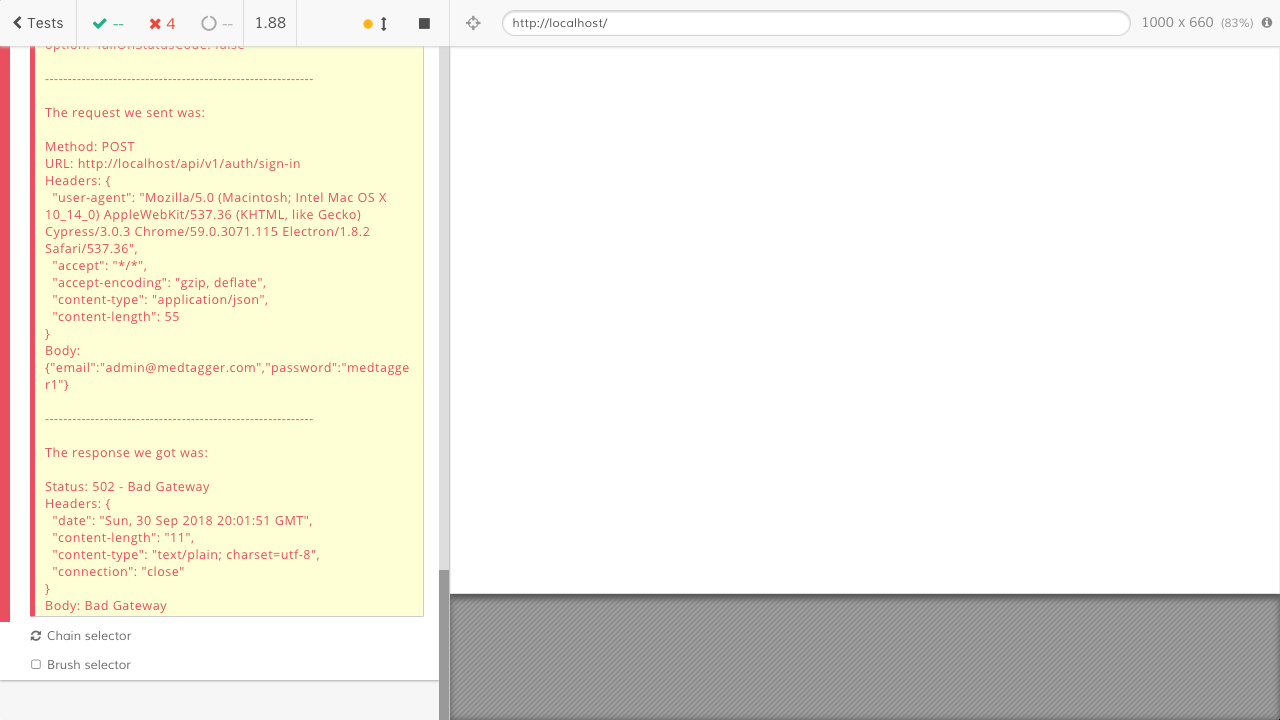 Tests
--
4
--
1.88
http://localhost/
1000 x 660 (83%)
option: 'failOnStatusCode: false'
-----------------------------------------------------------
The request we sent was:
Method: POST
URL: http://localhost/api/v1/auth/sign-in
Headers: {
"user-agent": "Mozilla/5.0 (Macintosh; Intel Mac OS X
10_14_0) AppleWebKit/537.36 (KHTML, like Gecko)
Cypress/3.0.3 Chrome/59.0.3071.115 Electron/1.8.2
Safari/537.36",
"accept": "*/*",
"accept-encoding": "gzip, deflate",
"content-type": "application/json",
"content-length": 55
}
Body:
{"email":"admin@medtagger.com","password":"medtagge
r1"}
-----------------------------------------------------------
The response we got was:
Status: 502 - Bad Gateway
Headers: {
"date": "Sun, 30 Sep 2018 20:01:51 GMT",
"content-length": "11",
"content-type": "text/plain; charset=utf-8",
"connection": "close"
}
Body: Bad Gateway
Chain selector
Brush selector